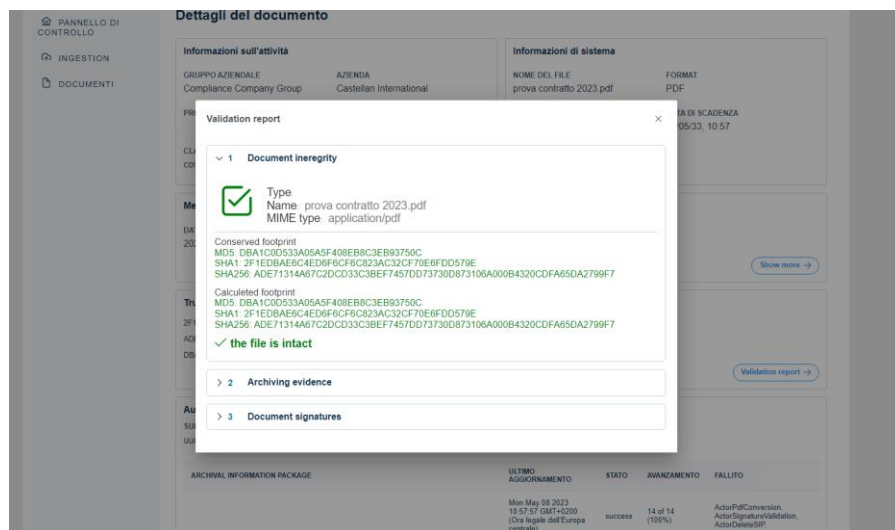 PANNELLO DI
CONTROLLO
INGESTION
DOCUMENTI
Dettagli del documento
Informazioni sull'attività
GRUPPO AZIENDALE
AZIENDA
Compliance Company Group
Castellan International
Informazioni di sistema
NOME DEL FILE
FORMAT
prova contratto 2023.pdf
PDF
TA DI SCADENZA
05/33, 10:57
Validation report
1 Document ineregrity
Type:
Name: prova contratto 2023.pdf
MIME type: application/pdf
Conserved footprint
MD5: DBA1C0D533A05A5F408EB8C3EB93750C
SHA1: 2F1EDBAE6C4ED6F6CF6C823AC32CF70E6FDD579E
SHA256: ADE71314A67C2DCD33C3BEF7457DD73730D873106A000B4320CDFA65DA2799F7
Calculeted footprint
MD5: DBA1C0D533A05A5F408EB8C3EB93750C
SHA1: 2F1EDBAE6C4ED6F6CF6C823AC32CF70E6FDD579E
SHA256: ADE71314A67C2DCD33C3BEF7457DD73730D873106A000B4320CDFA65DA2799F7
the file is intact
2 Archiving evidence
3 Document signatures
Show more
Validation report
ARCHIVAL INFORMATION PACKAGE
ULTIMO
AGGIORNAMENTO
STATO
AVANZAMENTO
FALLITO
Mon May 08 2023
10:57:57 GMT+0200
(Ora legale dell'Europa
centrale)
success
14 of 14
(100%)
ActorPdfConversion,
ActorSignatureValidation,
ActorDeleteSIP